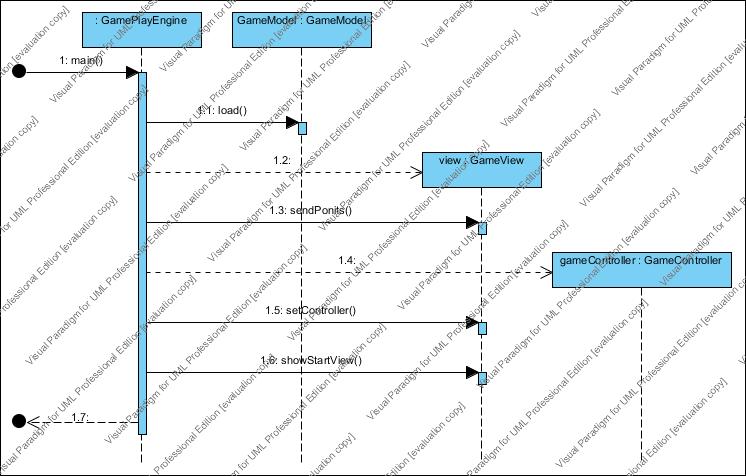 : GamePlayEngine
GameModel : GameModel
1: main()
1.1: load()
1.2:
view : GameView
1.3: sendPonits()
1.4:
gameController : GameController
1.5: setController()
1.6: showStartView()
1.7:
Visual Paradigm for UML Professional Edition [evaluation copy]